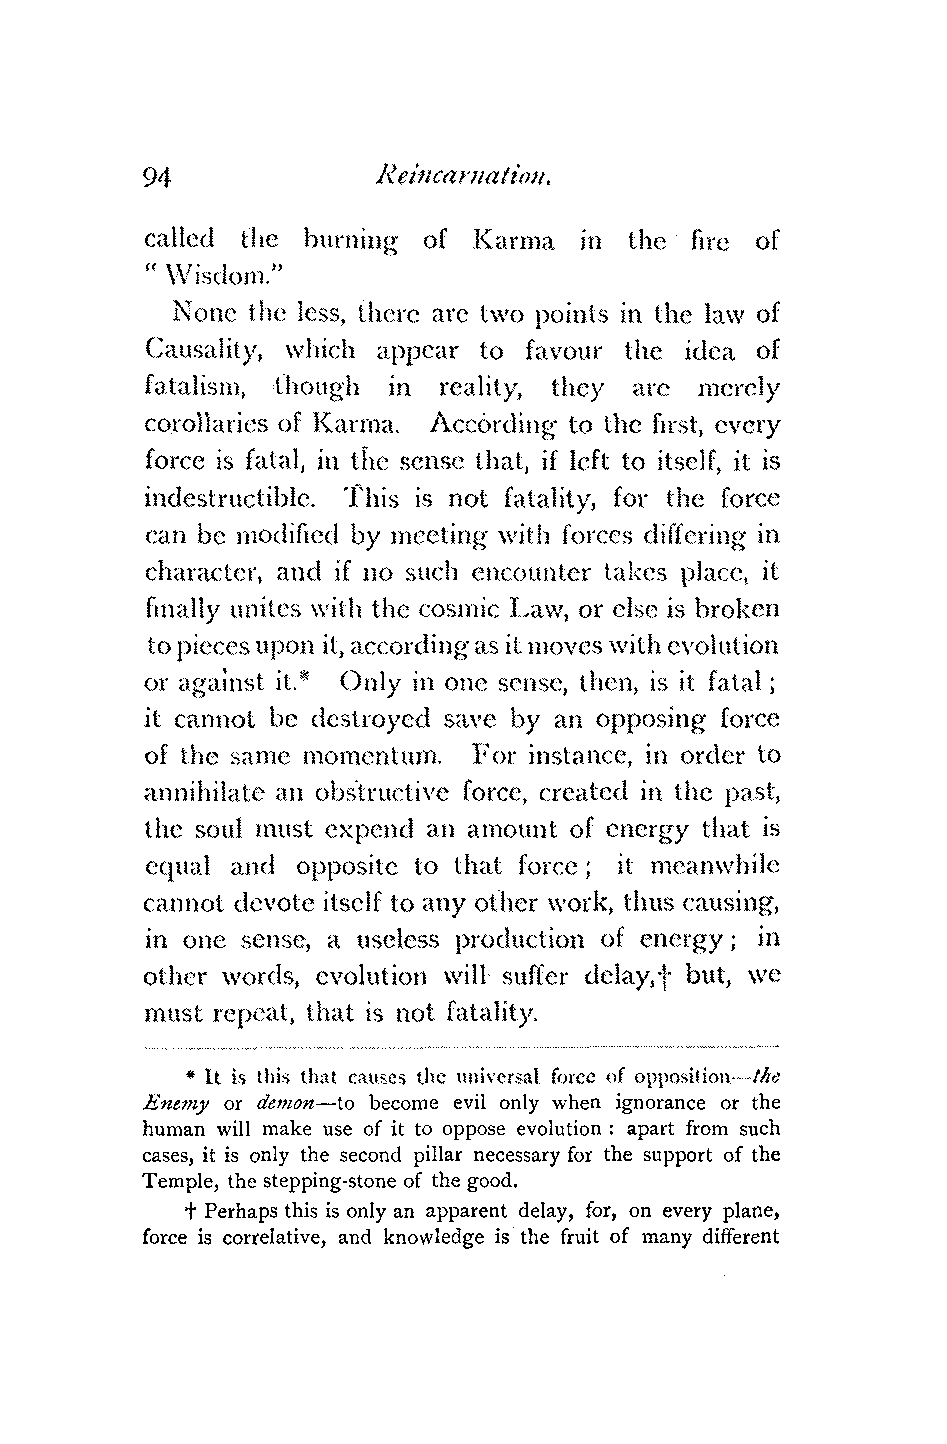 94 Reincarnation.
called the burning of Karma in the fire of
“ Wisdom.”
None the less, there are two points in the law of
Causality, which appear to favour the idea of
fatalism, though in reality, they are merely
corollaries of Karma. According to the first, every
force is fatal, in the sense that, if left to itself, it is
indestructible. This is not fatality, for the force
can be modified by meeting with forces differing in
character, and if no such encounter takes place, it
finally unites with the cosmic Law, or else is broken
to pieces upon it, according as it moves with evolution
or against it.* Only in one sense, then, is it fatal ;
it cannot be destroyed save by an opposing force
of the same momentum. For instance, in order to
annihilate an obstructive force, created in the past,
the soul must expend an amount of energy that is
equal and opposite to that force ; it meanwhile
cannot devote itself to any other work, thus causing,
in one sense, a useless production of energy ; in
other words, evolution will suffer delay,† but, we
must repeat, that is not fatality.
* It is this that causes the universal force of opposition—the
Enemy or demon—to become evil only when ignorance or the
human will make use of it to oppose evolution : apart from such
cases, it is only the second pillar necessary for the support of the
Temple, the stepping-stone of the good.
† Perhaps this is only an apparent delay, for, on every plane,
force is correlative, and knowledge is the fruit of many different